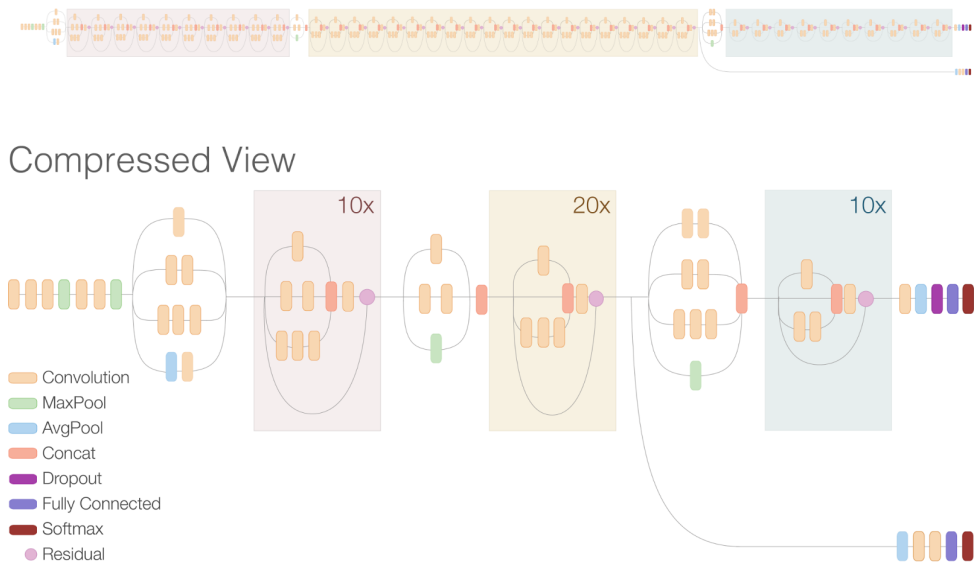 Compressed View
10x
20x
10x
Convolution
MaxPool
AvgPool
Concat
Dropout
Fully Connected
Softmax
Residual